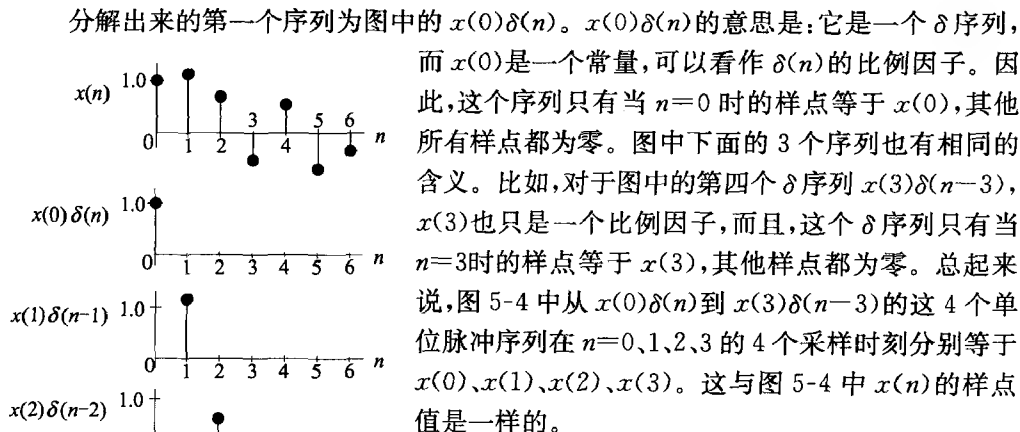 分解出来的第一个序列为图中的 x(0)δ(n)。x(0)δ(n)的意思是:它是一个 δ 序列,
而 x(0)是一个常量,可以看作 δ(n)的比例因子。因
此,这个序列只有当 n=0 时的样点等于 x(0),其他
所有样点都为零。图中下面的 3 个序列也有相同的
含义。比如,对于图中的第四个 δ 序列 x(3)δ(n-3),
x(3)也只是一个比例因子,而且,这个 δ 序列只有当
n=3时的样点等于 x(3),其他样点都为零。总起来
说,图 5-4 中从 x(0)δ(n)到 x(3)δ(n-3)的这 4 个单
位脉冲序列在 n=0、1、2、3 的 4 个采样时刻分别等于
x(0)、x(1)、x(2)、x(3)。这与图 5-4 中 x(n)的样点
值是一样的。
x(n) 1.0
3 5 6
0 1 2 4 n
x(0)δ(n) 1.0
0 1 2 3 4 5 6 n
x(1)δ(n-1) 1.0
0 1 2 3 4 5 6 n
x(2)δ(n-2) 1.0